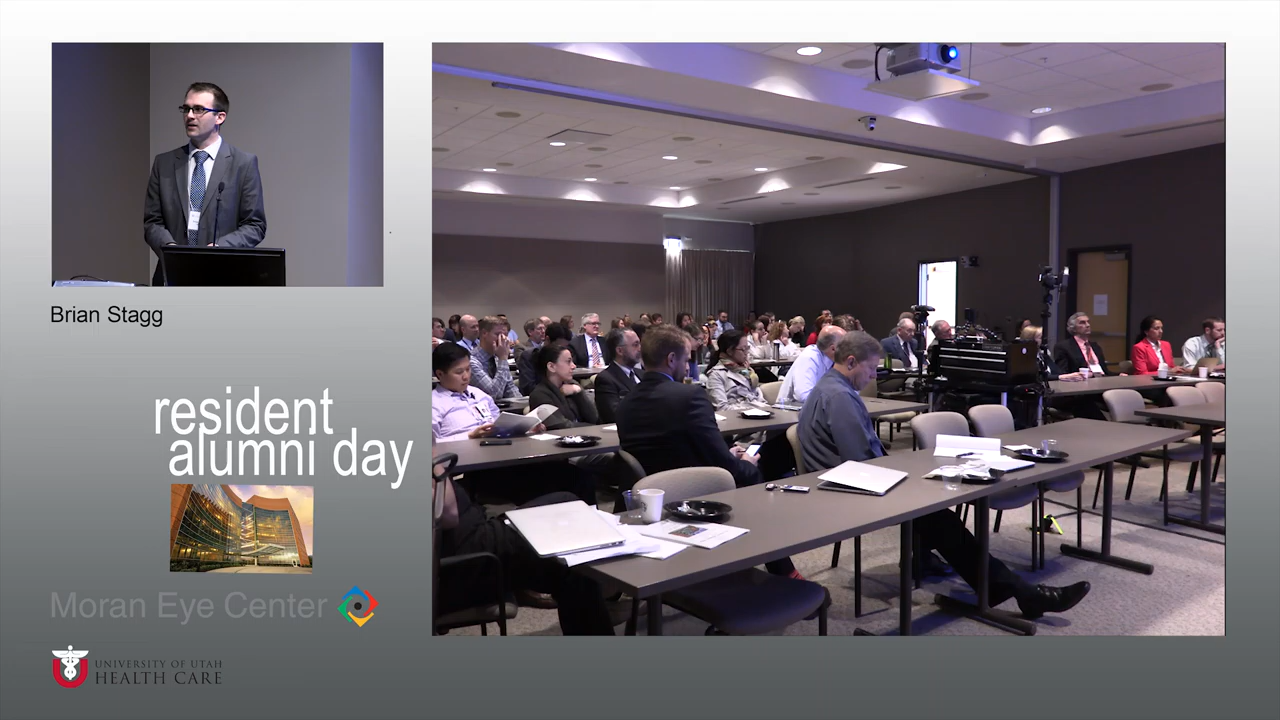 Brian Stagg
resident
alumni day
Moran Eye Center
UNIVERSITY OF UTAH
HEALTH CARE